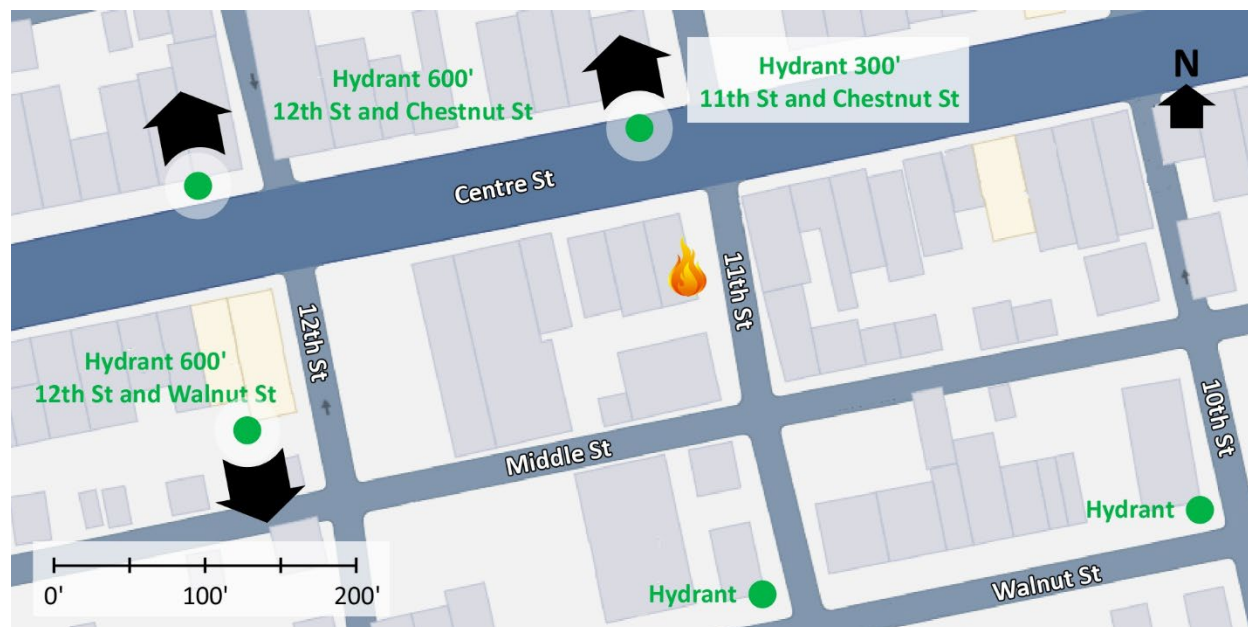 Hydrant 600'
12th St and Chestnut St
Hydrant 300'
11th St and Chestnut St
N
Centre St
11th St
12th St
Hydrant 600'
12th St and Walnut St
10th St
Middle St
Hydrant
Hydrant
Walnut St
0'
100'
200'